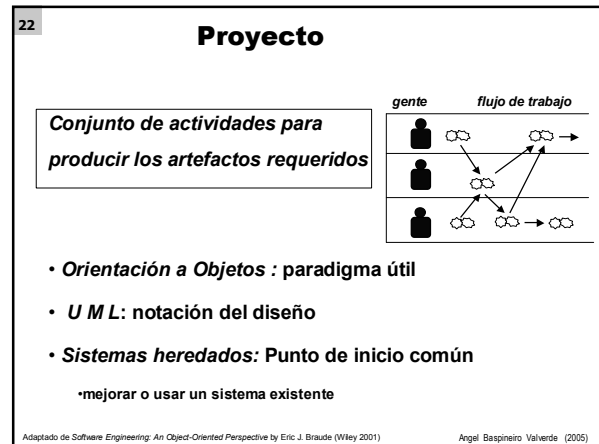 22
Proyecto
gente flujo de trabajo
Conjunto de actividades para
producir los artefactos requeridos
• Orientación a Objetos : paradigma útil
• U M L: notación del diseño
• Sistemas heredados: Punto de inicio común
•mejorar o usar un sistema existente
Adaptado de Software Engineering: An Object-Oriented Perspective by Eric J. Braude (Wiley 2001) Angel Baspineiro Valverde (2005)